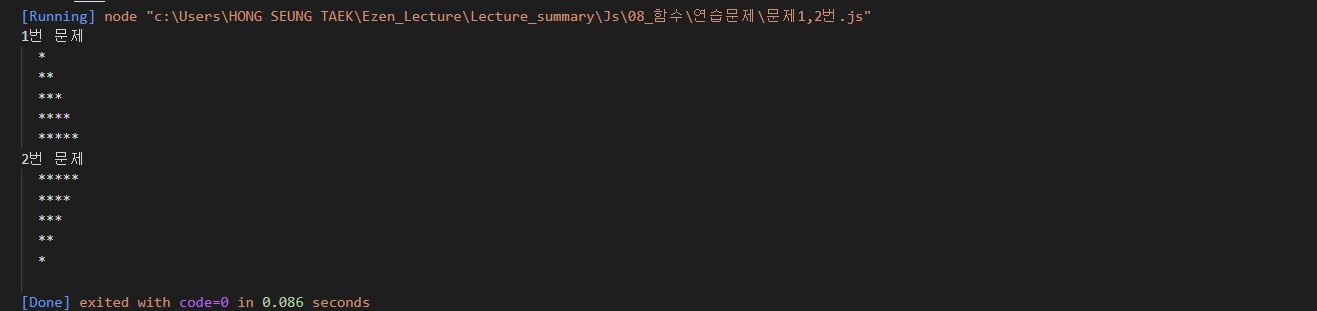 [Running] node "c:\Users\HONG SEUNG TAEK\Ezen_Lecture\Lecture_summary\Js\08_함수\연습문제\문제1,2번.js"
1번 문제
*
**
***
****
*****
2번 문제
*****
****
***
**
*
[Done] exited with code=0 in 0.086 seconds